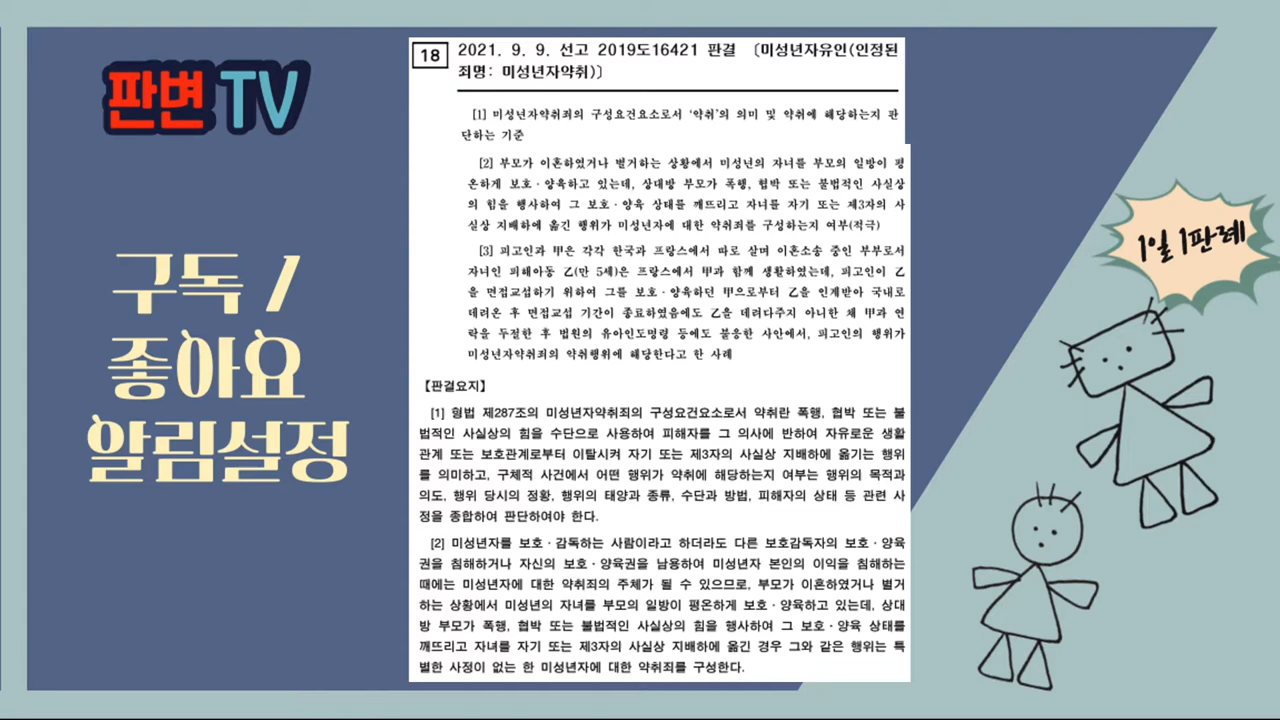 판변 TV
구독 /
좋아요
알림설정
18
2021. 9. 9. 선고 2019도16421 판결 〔미성년자유인(인정된
죄명: 미성년자약취)〕
[1] 미성년자약취죄의 구성요건요소로서 ‘약취’의 의미 및 약취에 해당하는지 판
단하는 기준
[2] 부모가 이혼하였거나 별거하는 상황에서 미성년의 자녀를 부모의 일방이 평
온하게 보호·양육하고 있는데, 상대방 부모가 폭행, 협박 또는 불법적인 사실상
의 힘을 행사하여 그 보호·양육 상태를 깨뜨리고 자녀를 자기 또는 제3자의 사
실상 지배하에 옮긴 행위가 미성년자에 대한 약취죄를 구성하는지 여부(적극)
[3] 피고인과 甲은 각각 한국과 프랑스에서 따로 살며 이혼소송 중인 부부로서
자녀인 피해아동 乙(만 5세)은 프랑스에서 甲과 함께 생활하였는데, 피고인이 乙
을 면접교섭하기 위하여 그를 보호·양육하던 甲으로부터 乙을 인계받아 국내로
데려온 후 면접교섭 기간이 종료하였음에도 乙을 데려다주지 아니한 채 甲과 연
락을 두절한 후 법원의 유아인도명령 등에도 불응한 사안에서, 피고인의 행위가
미성년자약취죄의 약취행위에 해당한다고 한 사례
【판결요지】
[1] 형법 제287조의 미성년자약취죄의 구성요건요소로서 약취란 폭행, 협박 또는 불
법적인 사실상의 힘을 수단으로 사용하여 피해자를 그 의사에 반하여 자유로운 생활
관계 또는 보호관계로부터 이탈시켜 자기 또는 제3자의 사실상 지배하에 옮기는 행위
를 의미하고, 구체적 사건에서 어떤 행위가 약취에 해당하는지 여부는 행위의 목적과
의도, 행위 당시의 정황, 행위의 태양과 종류, 수단과 방법, 피해자의 상태 등 관련 사
정을 종합하여 판단하여야 한다.
[2] 미성년자를 보호·감독하는 사람이라고 하더라도 다른 보호감독자의 보호·양육
권을 침해하거나 자신의 보호·양육권을 남용하여 미성년자 본인의 이익을 침해하는
때에는 미성년자에 대한 약취죄의 주체가 될 수 있으므로, 부모가 이혼하였거나 별거
하는 상황에서 미성년의 자녀를 부모의 일방이 평온하게 보호·양육하고 있는데, 상대
방 부모가 폭행, 협박 또는 불법적인 사실상의 힘을 행사하여 그 보호·양육 상태를
깨뜨리고 자녀를 자기 또는 제3자의 사실상 지배하에 옮긴 경우 그와 같은 행위는 특
별한 사정이 없는 한 미성년자에 대한 약취죄를 구성한다.
1일 1판례